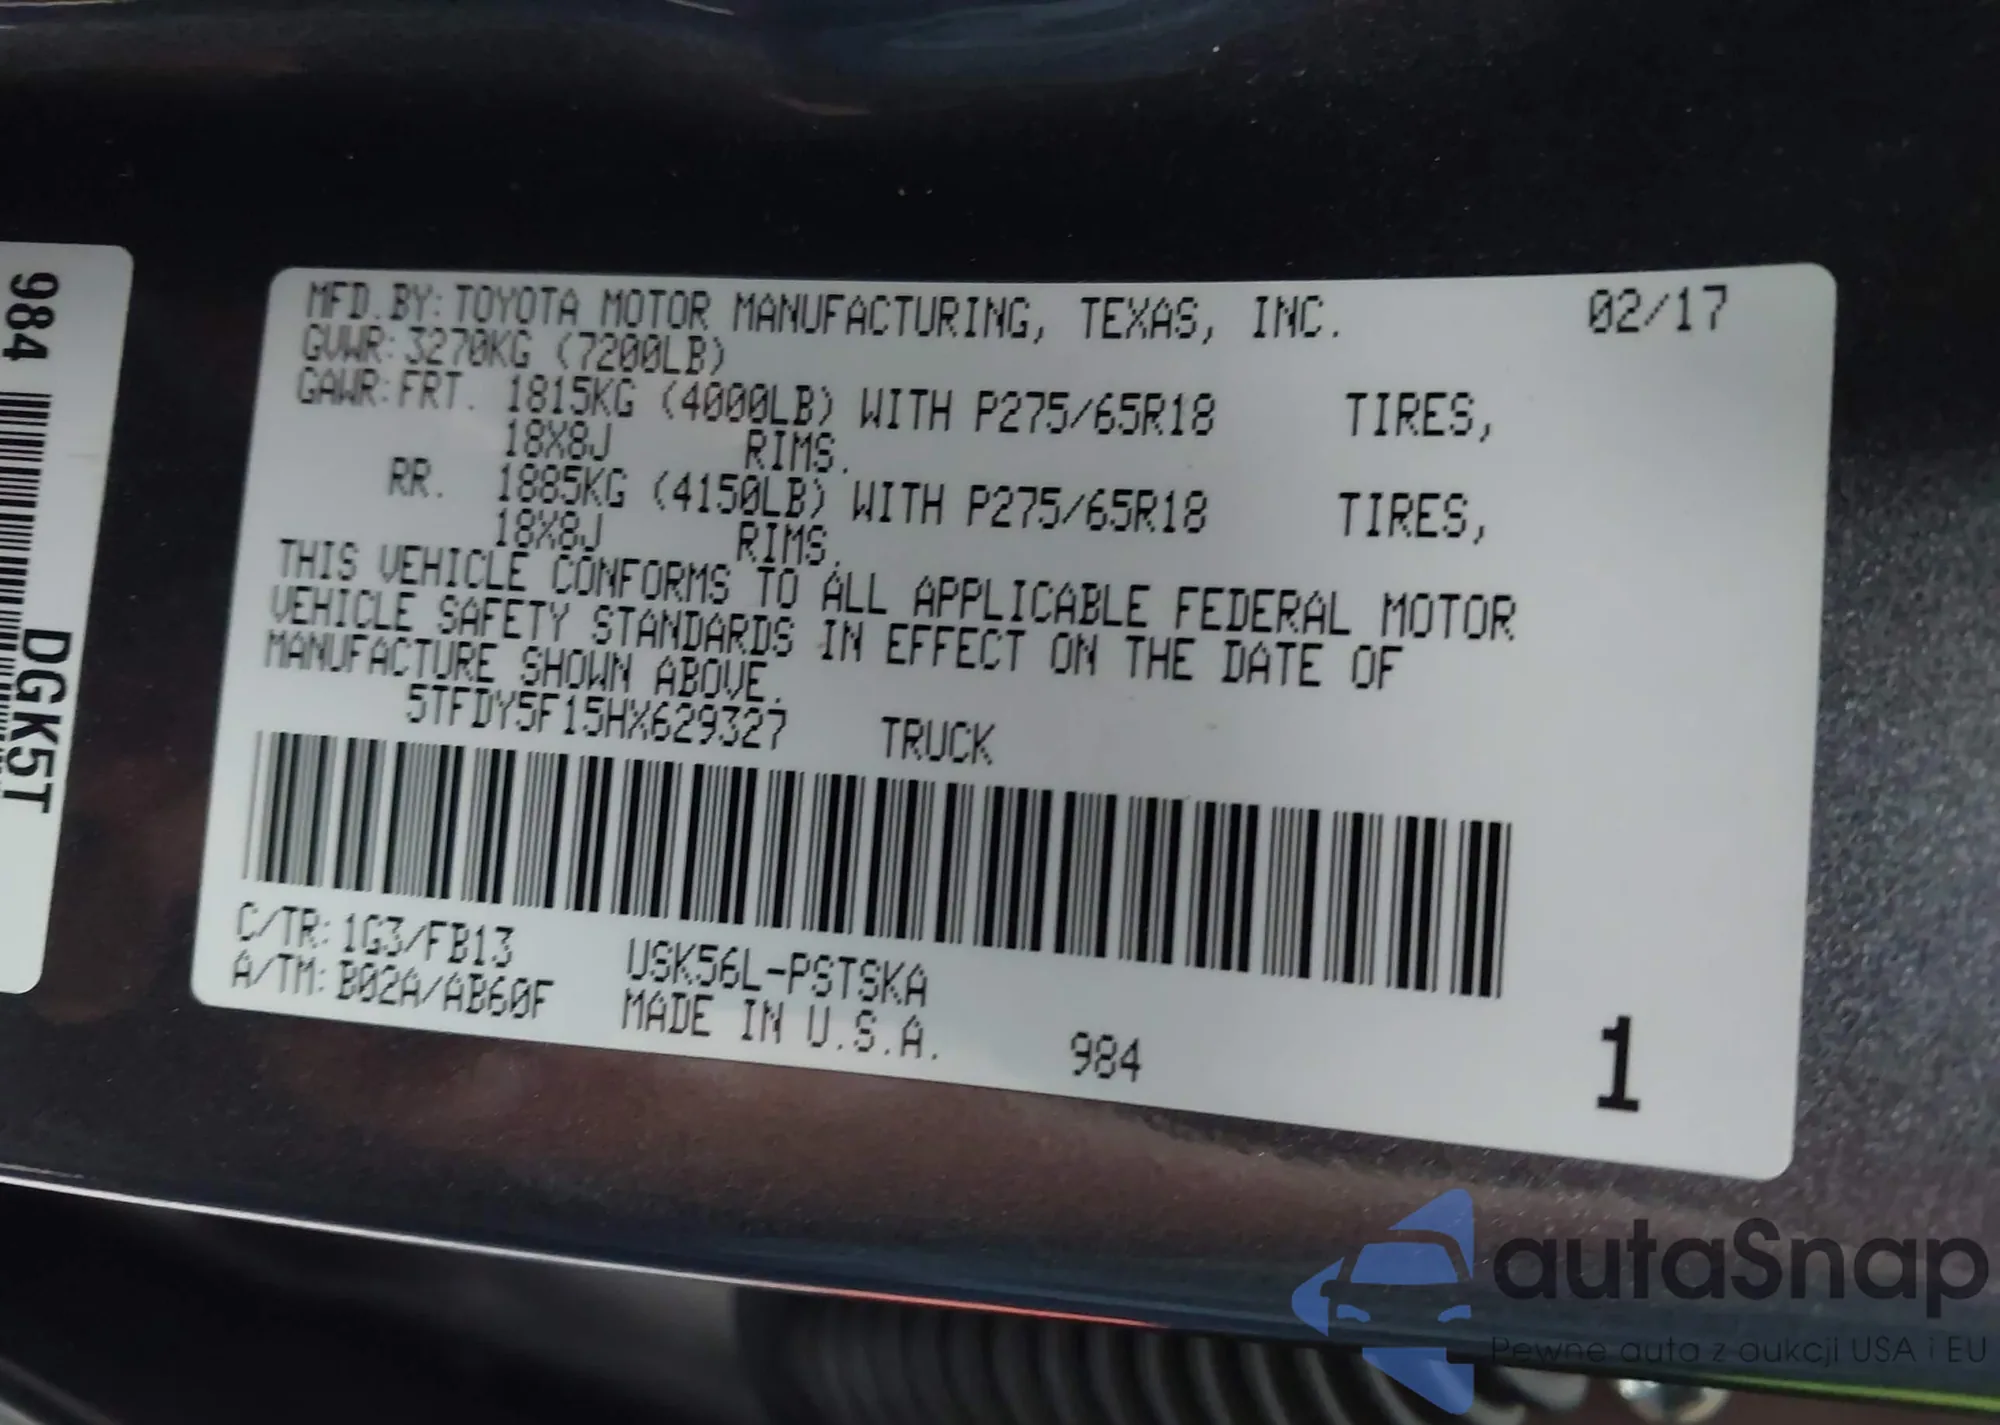 984
DGK5T
MFD.BY: TOYOTA MOTOR MANUFACTURING, TEXAS, INC. 02/17
GVWR: 3270KG (7200LB)
GAWR: FRT. 1815KG (4000LB) WITH P275/65R18 TIRES,
18X8J RIMS.
RR. 1885KG (4150LB) WITH P275/65R18 TIRES,
18X8J RIMS.
THIS VEHICLE CONFORMS TO ALL APPLICABLE FEDERAL MOTOR
VEHICLE SAFETY STANDARDS IN EFFECT ON THE DATE OF
MANUFACTURE SHOWN ABOVE.
5TFDY5F15HX629327 TRUCK
C/TR: 1G3/FB13 USK56L-PSTSKA
A/TM: B02A/AB60F MADE IN U.S.A. 984
1
autaSnap
Pewne auta z aukcji USA i EU